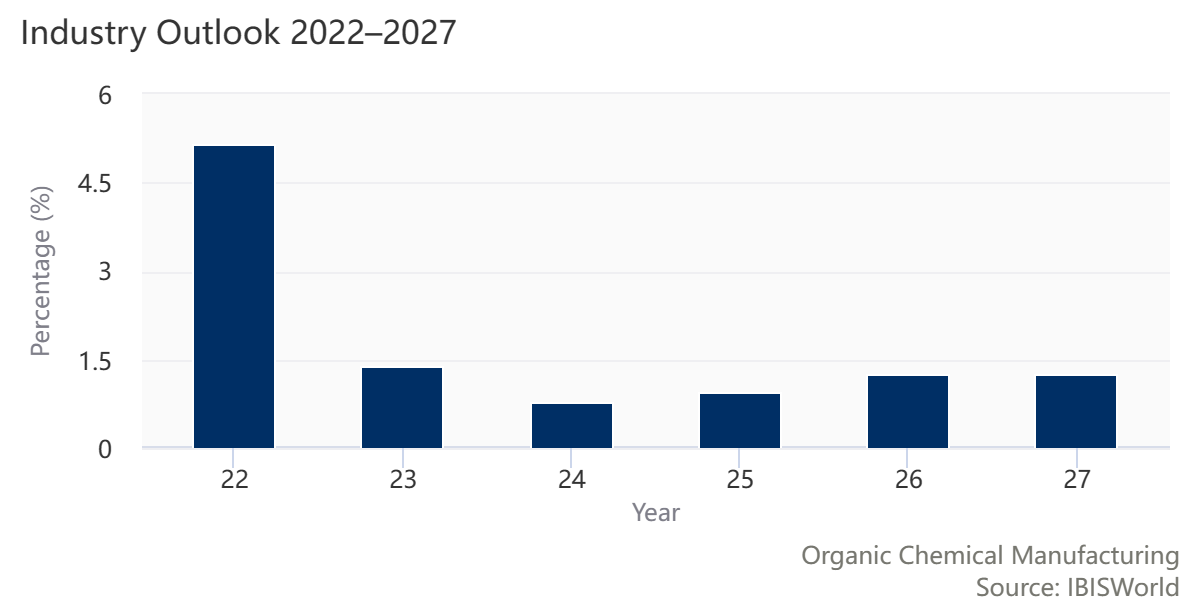 Industry Outlook 2022–2027
6
4.5
3
1.5
0
Percentage (%)
22 23 24 25 26 27
Year
Organic Chemical Manufacturing
Source: IBISWorld